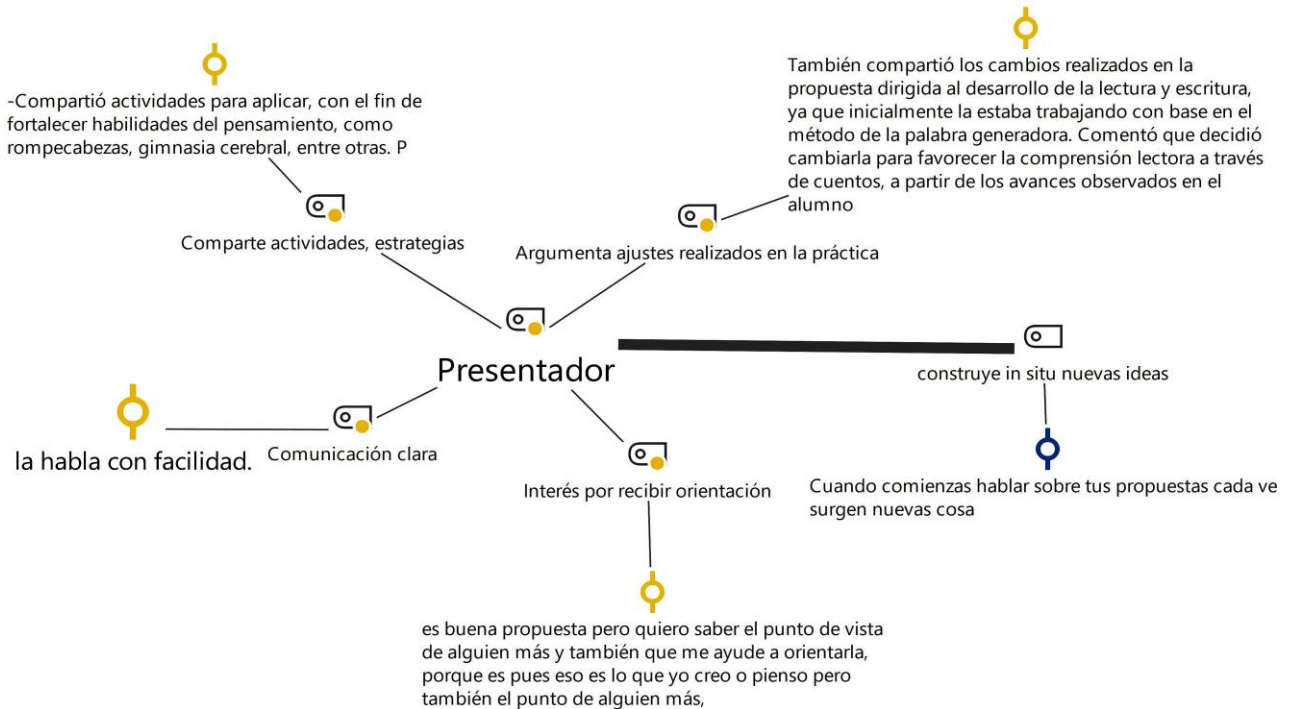 -Compartió actividades para aplicar, con el fin de
fortalecer habilidades del pensamiento, como
rompecabezas, gimnasia cerebral, entre otras. P
También compartió los cambios realizados en la
propuesta dirigida al desarrollo de la lectura y escritura,
ya que inicialmente la estaba trabajando con base en el
método de la palabra generadora. Comentó que decidió
cambiarla para favorecer la comprensión lectora a través
de cuentos, a partir de los avances observados en el
alumno
Comparte actividades, estrategias
Argumenta ajustes realizados en la práctica
Presentador
construye in situ nuevas ideas
la habla con facilidad.
Comunicación clara
Interés por recibir orientación
Cuando comienzas hablar sobre tus propuestas cada ve
surgen nuevas cosa
es buena propuesta pero quiero saber el punto de vista
de alguien más y también que me ayude a orientarla,
porque es pues eso es lo que yo creo o pienso pero
también el punto de alguien más,